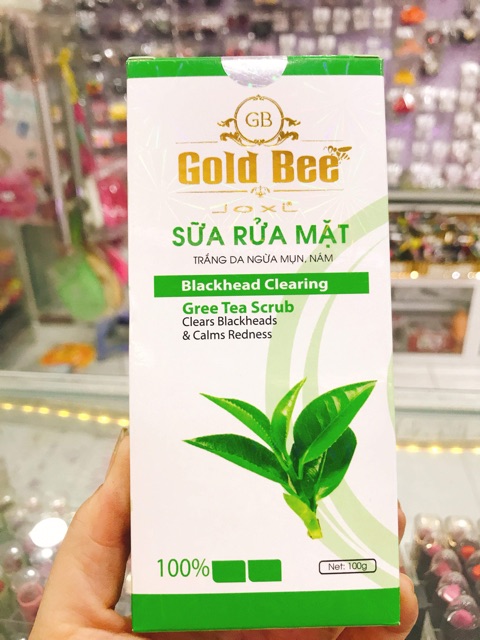 GB
Gold Bee
JOXL
SỮA RỬA MẶT
TRẮNG DA NGỪA MỤN, NÁM
Blackhead Clearing
Gree Tea Scrub
Clears Blackheads
& Calms Redness
100%
Net: 100g